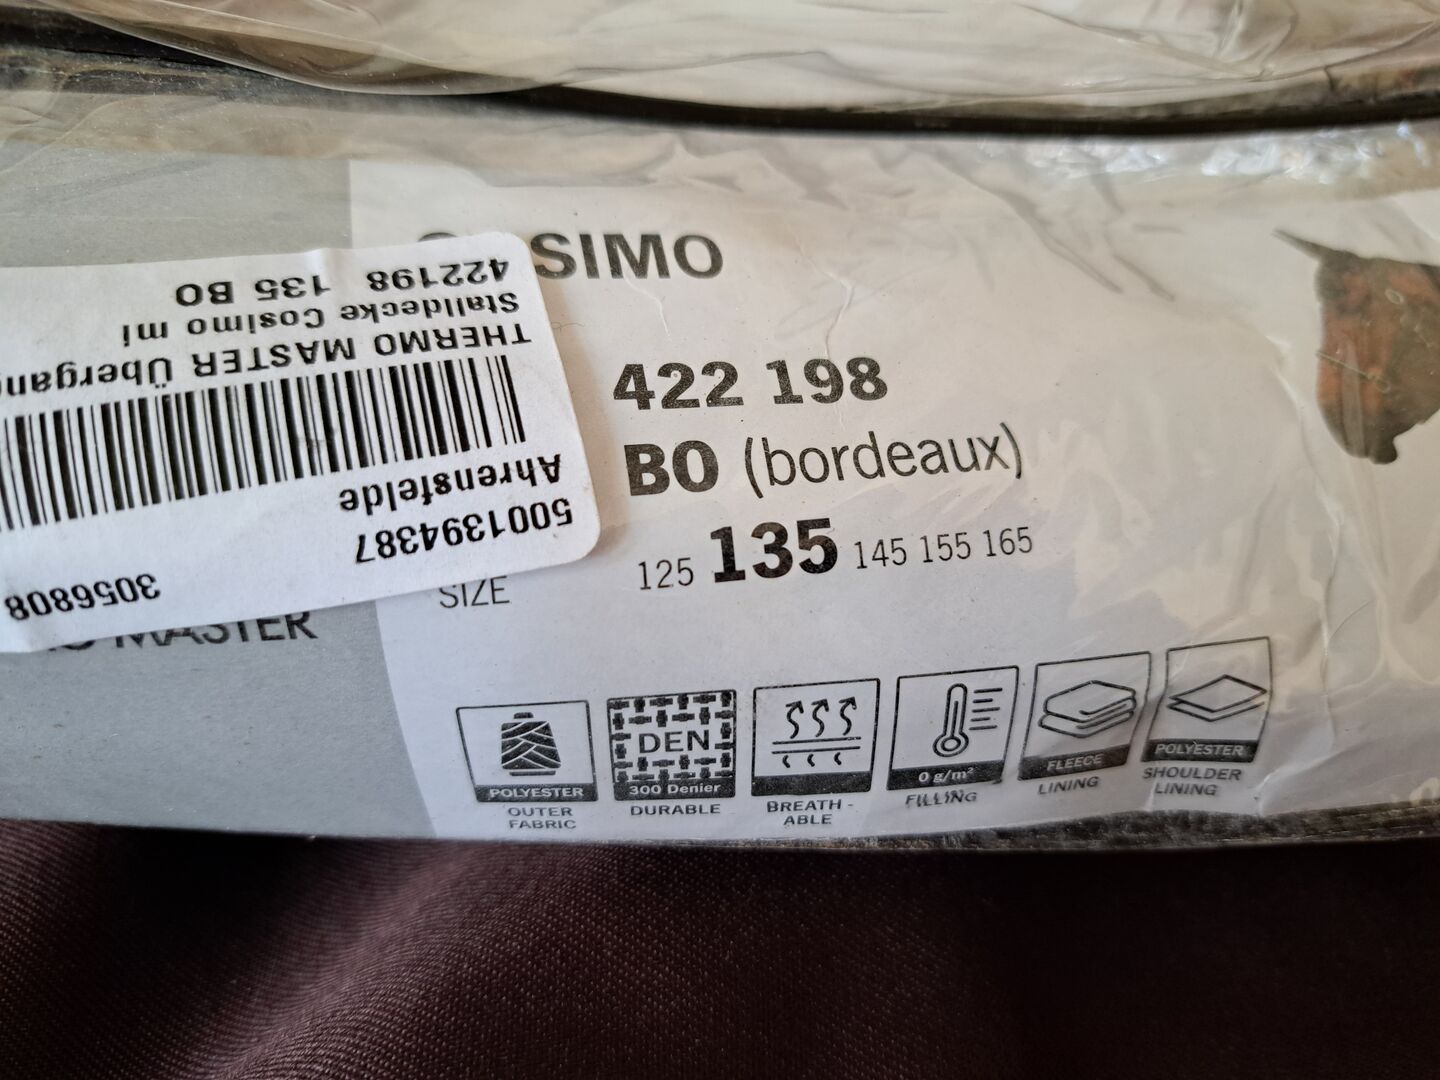 SIMO
422 198
BO (bordeaux)
SIZE
125 135 145 155 165
MASTER
422198 135 BO
Stalldecke Cosimo mi
THERMO MASTER Übergan
Ahrensfelde
5001394387
3056808
POLYESTER
OUTER
FABRIC
DEN
300 Denier
DURABLE
BREATH-
ABLE
0 g/m²
FILLING
FLEECE
LINING
POLYESTER
SHOULDER
LINING